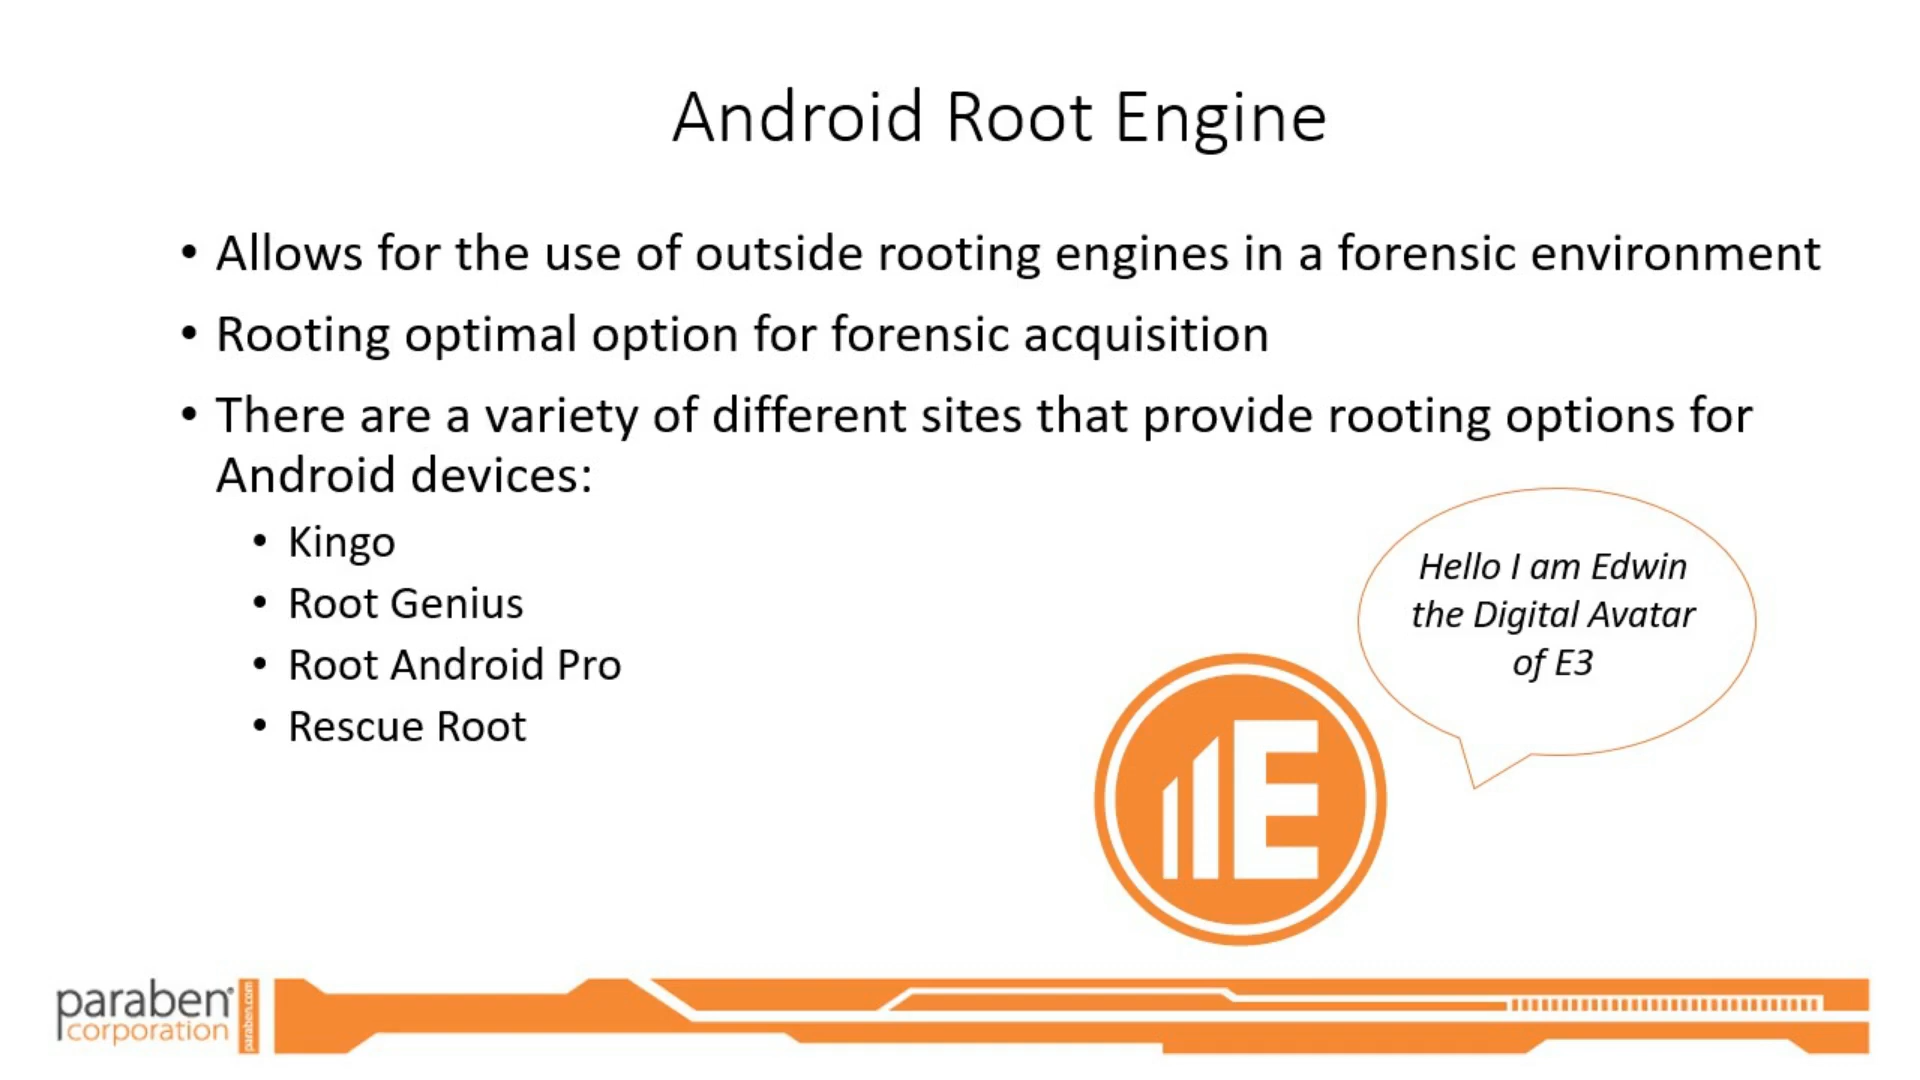 Android Root Engine
• Allows for the use of outside rooting engines in a forensic environment
• Rooting optimal option for forensic acquisition
• There are a variety of different sites that provide rooting options for
Android devices:
• Kingo
• Root Genius
• Root Android Pro
• Rescue Root
Hello I am Edwin
the Digital Avatar
of E3
E
paraben®
corporation
paraben.com